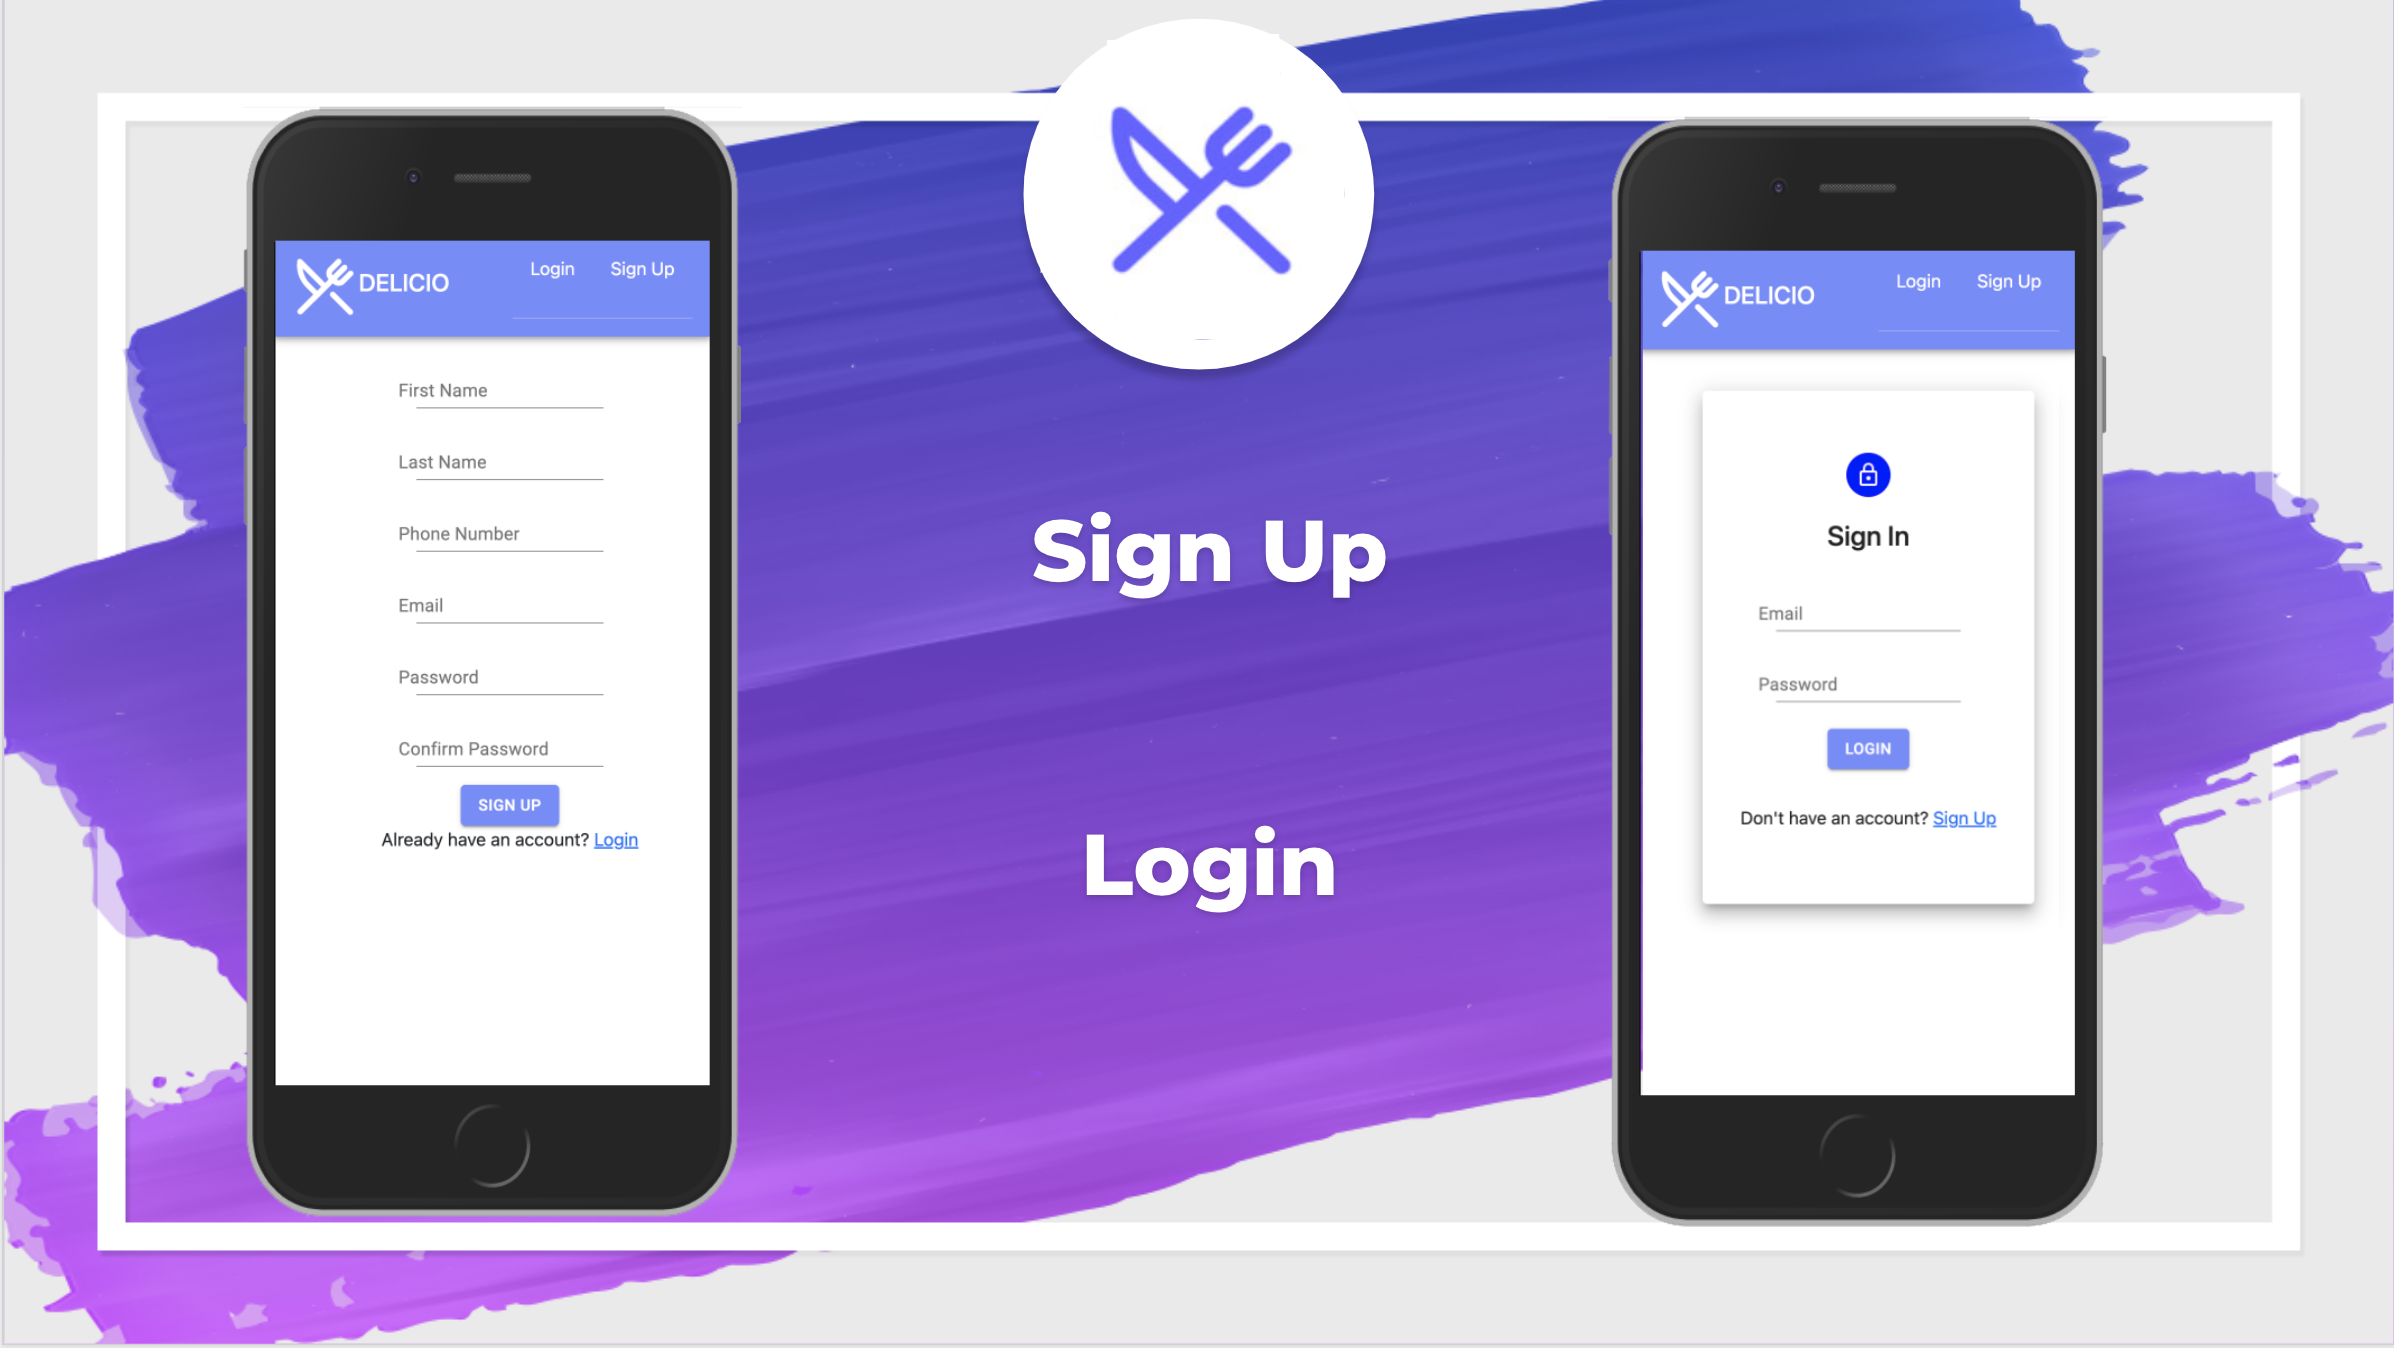 DELICIO
Login Sign Up
First Name
Last Name
Phone Number
Email
Password
Confirm Password
SIGN UP
Already have an account? Login
Sign Up
Login
DELICIO
Login Sign Up
Sign In
Email
Password
LOGIN
Don't have an account? Sign Up